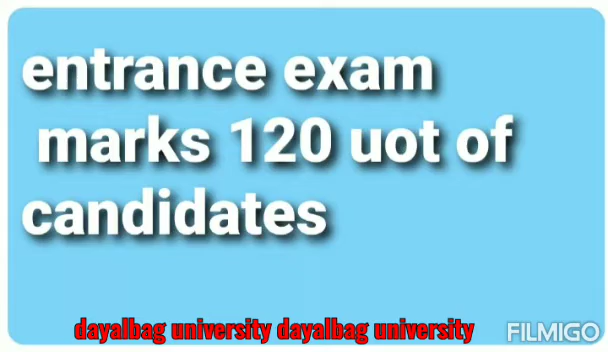 entrance exam
marks 120 uot of
candidates
dayalbag university dayalbag university
FILMIGO